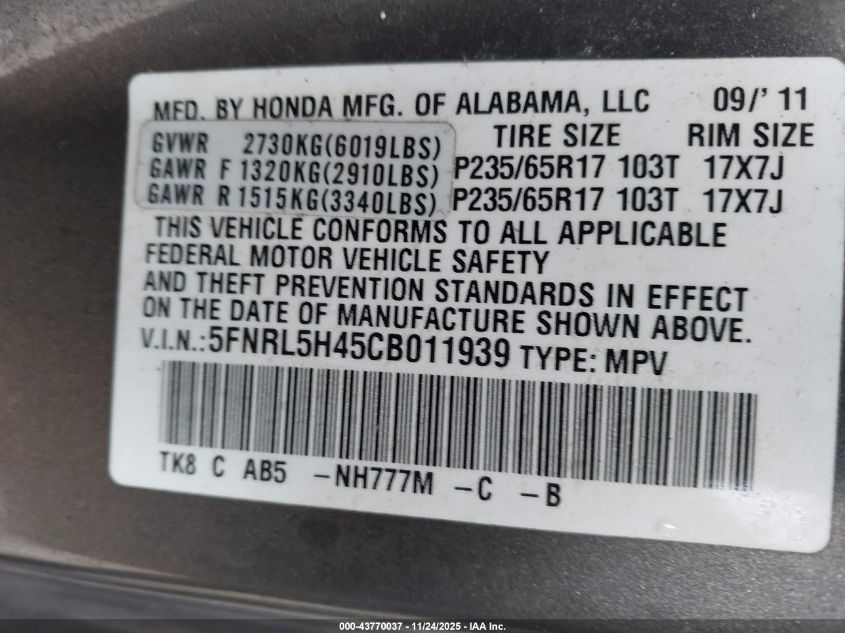 MFD. BY HONDA MFG. OF ALABAMA, LLC 09/' 11
GVWR 2730KG(6019LBS) TIRE SIZE RIM SIZE
GAWR F 1320KG(2910LBS) P235/65R17 103T 17X7J
GAWR R 1515KG(3340LBS) P235/65R17 103T 17X7J
THIS VEHICLE CONFORMS TO ALL APPLICABLE
FEDERAL MOTOR VEHICLE SAFETY
AND THEFT PREVENTION STANDARDS IN EFFECT
ON THE DATE OF MANUFACTURE SHOWN ABOVE.
V.I.N.:5FNRL5H45CB011939 TYPE: MPV
TK8 C AB5 -NH777M -C -B
000-43770037 - 11/24/2025 - IAA Inc.